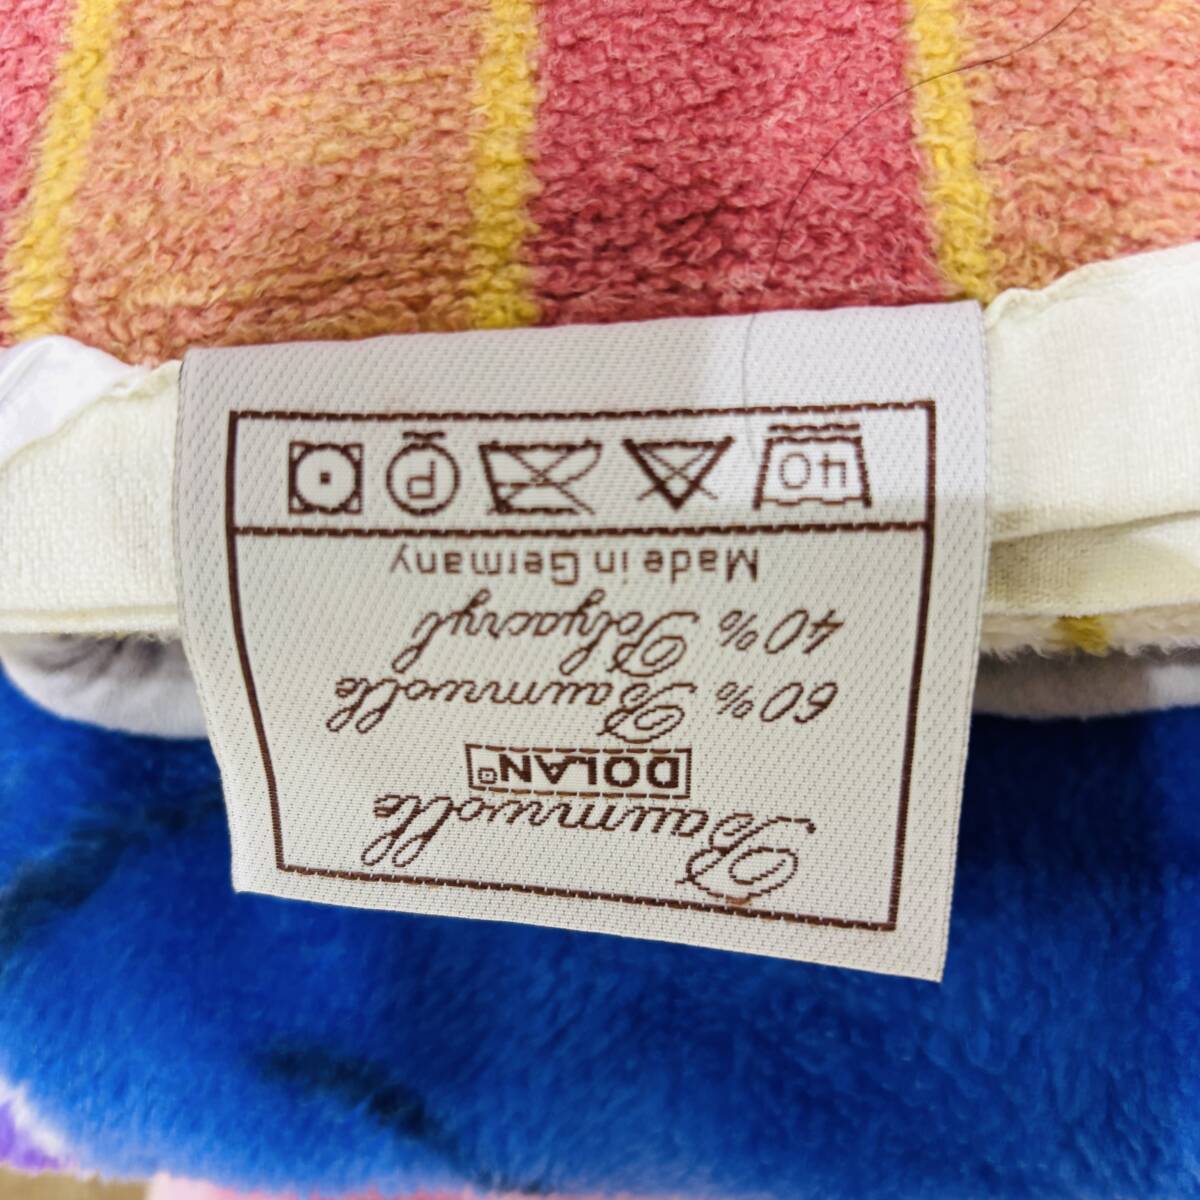 Baumwolle
DOLAN®
60% Baumwolle
40% Polyacryl
Made in Germany
40 P